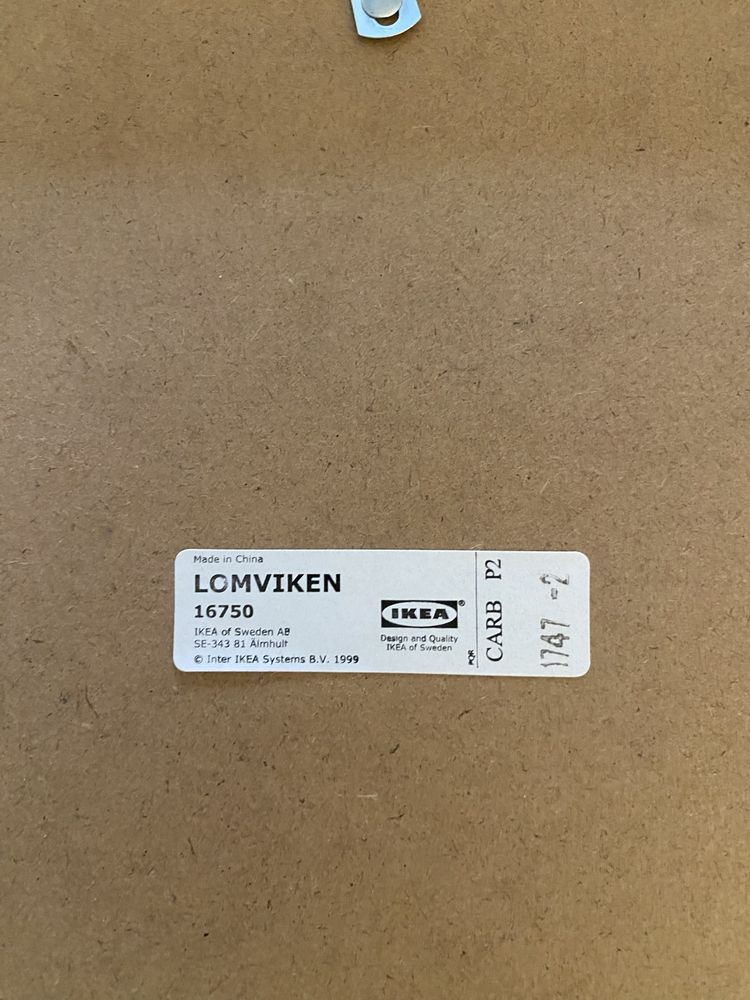 Made in China
LOMVIKEN
16750
IKEA of Sweden AB
SE-343 81 Älmhult
© Inter IKEA Systems B.V. 1999
IKEA®
Design and Quality
IKEA of Sweden
PQR
CARB P2
1747 -2